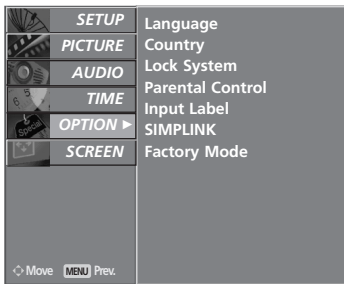 SETUP
PICTURE
AUDIO
TIME
OPTION ►
SCREEN
Language
Country
Lock System
Parental Control
Input Label
SIMPLINK
Factory Mode
Special
Move MENU Prev.